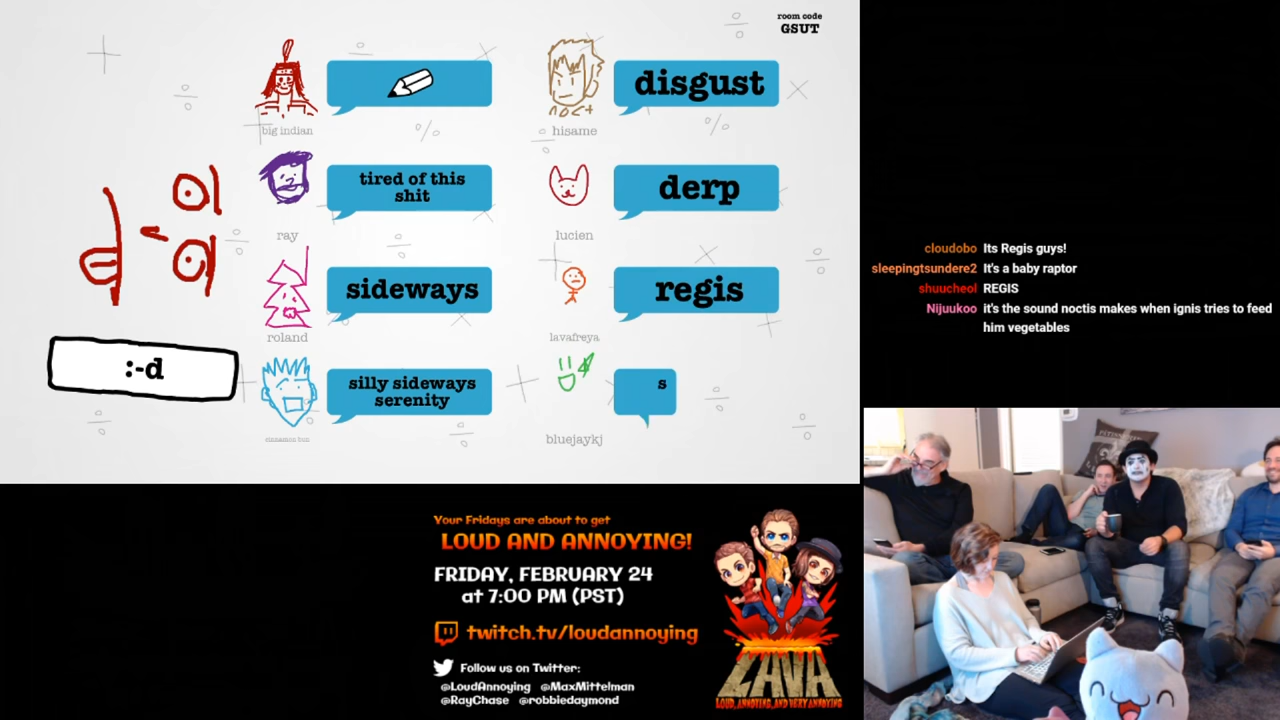 room code
GSUT
big indian
disgust
hisame
tired of this
shit
ray
derp
lucien
sideways
roland
regis
lavafreya
:-d
silly sideways
serenity
cinnamon bun
s
bluejaykj
cloudobo Its Regis guys!
sleepingtsundere2 It's a baby raptor
shuucheol REGIS
Nijuukoo it's the sound noctis makes when ignis tries to feed
him vegetables
Your Fridays are about to get
LOUD AND ANNOYING!
FRIDAY, FEBRUARY 24
at 7:00 PM (PST)
twitch.tv/loudannoying
Follow us on Twitter:
@LoudAnnoying @MaxMittelman
@RayChase @robbiedaymond
LAVA
LOUD, ANNOYING, AND VERY ANNOYING